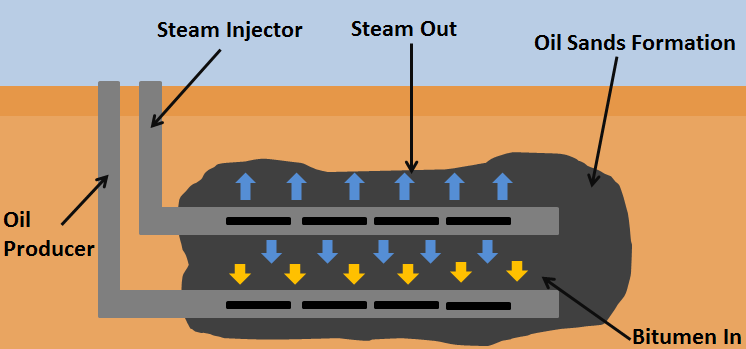 Steam Injector
Steam Out
Oil Sands Formation
Oil
Producer
Bitumen In